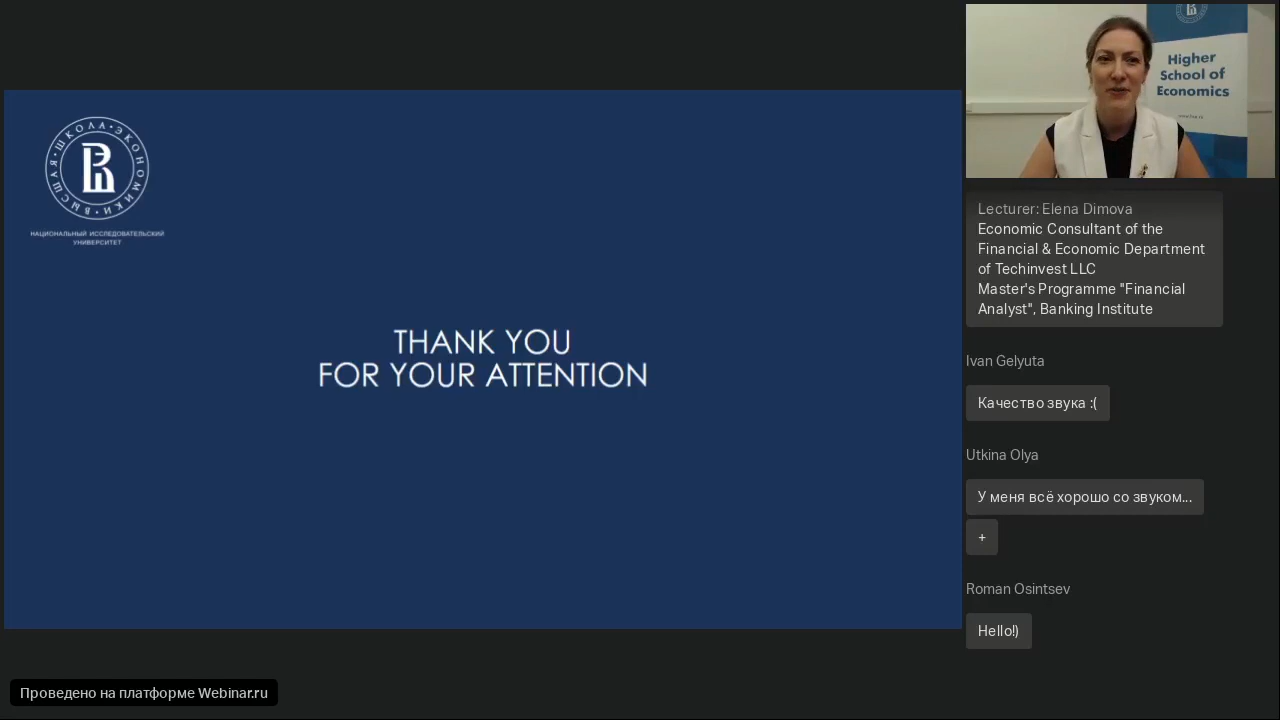 ВЫСШАЯ • ШКОЛА • ЭКОНОМИКИ •
НАЦИОНАЛЬНЫЙ ИССЛЕДОВАТЕЛЬСКИЙ
УНИВЕРСИТЕТ
THANK YOU
FOR YOUR ATTENTION
Проведено на платформе Webinar.ru
Higher
School of
Economics
Lecturer: Elena Dimova
Economic Consultant of the
Financial & Economic Department
of Techinvest LLC
Master's Programme "Financial
Analyst", Banking Institute
Ivan Gelyuta
Качество звука :(
Utkina Olya
У меня всё хорошо со звуком...
+
Roman Osintsev
Hello!)